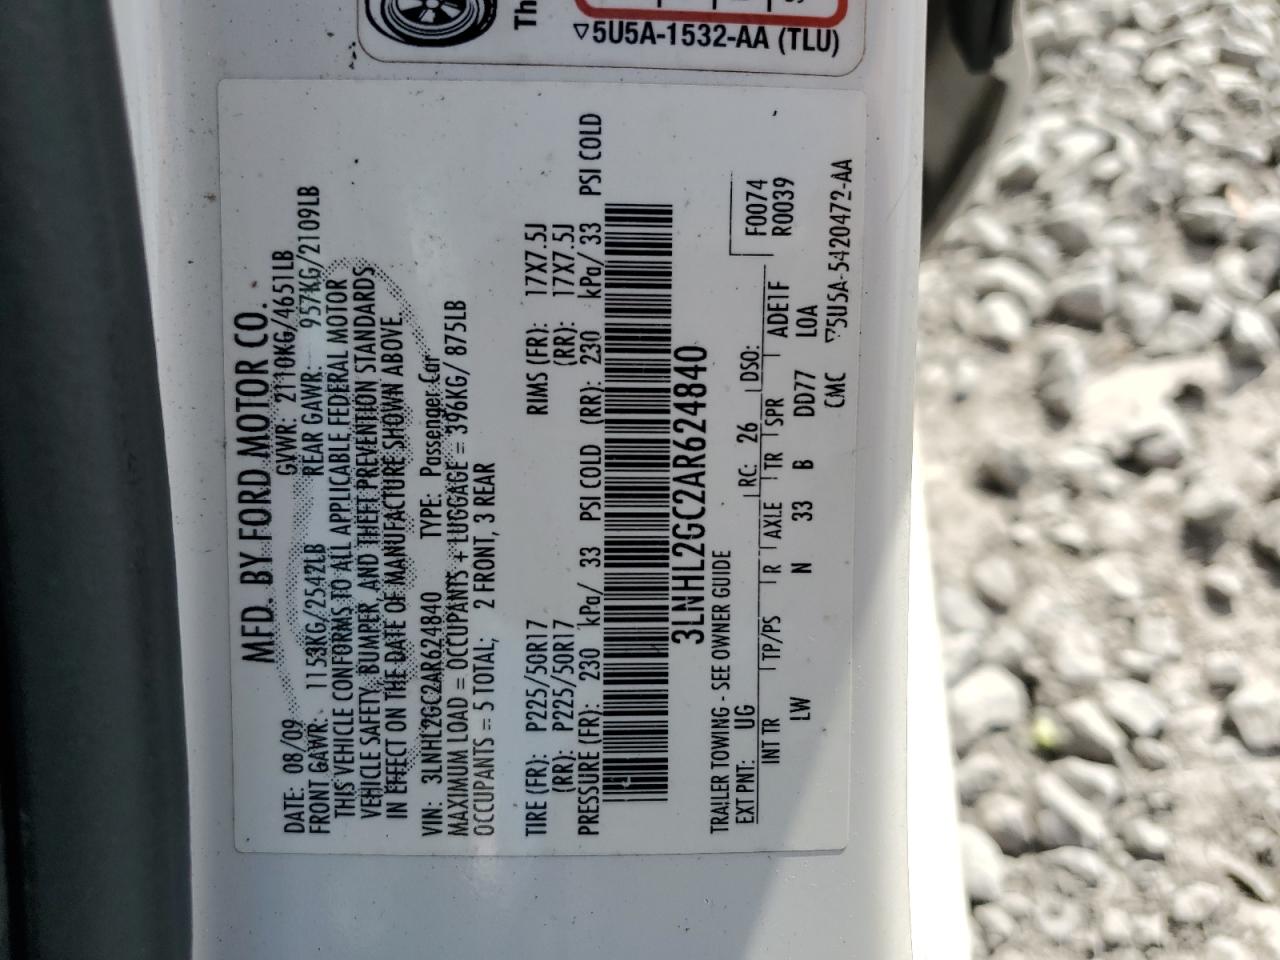 Th
▽5U5A-1532-AA (TLU)
MFD. BY FORD MOTOR CO.
DATE: 08/09 GVWR: 2110KG/4651LB
FRONT GAWR: 1153KG/2542LB REAR GAWR: 957KG/2109LB
THIS VEHICLE CONFORMS TO ALL APPLICABLE FEDERAL MOTOR
VEHICLE SAFETY, BUMPER, AND THEFT PREVENTION STANDARDS
IN EFFECT ON THE DATE OF MANUFACTURE SHOWN ABOVE.
VIN: 3LNHL2GC2AR624840 TYPE: Passenger Car
MAXIMUM LOAD = OCCUPANTS + LUGGAGE = 396KG/ 875LB
OCCUPANTS = 5 TOTAL; 2 FRONT, 3 REAR
TIRE (FR): P225/50R17 RIMS (FR): 17X7.5J
(RR): P225/50R17 (RR): 17X7.5J
PRESSURE (FR): 230 kPa/ 33 PSI COLD (RR): 230 kPa/ 33 PSI COLD
3LNHL2GC2AR624840
TRAILER TOWING - SEE OWNER GUIDE
F0074
R0039
EXT PNT: UG RC: 26 DSO:
INT TR TP/PS R AXLE TR SPR ADE1F
LW N 33 B DD77 LOA
CMC ▽5U5A-5420472-AA